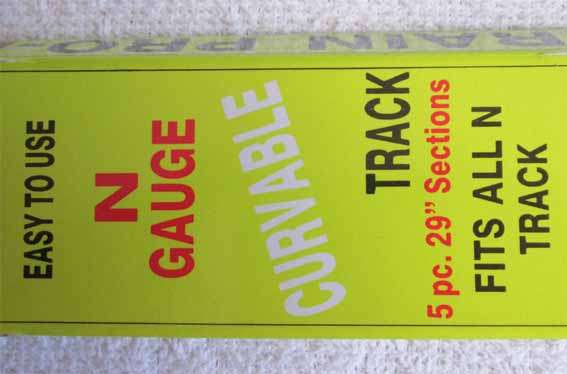 EASY TO USE
N
GAUGE
CURVABLE
TRACK
5 pc. 29" Sections
FITS ALL N
TRACK